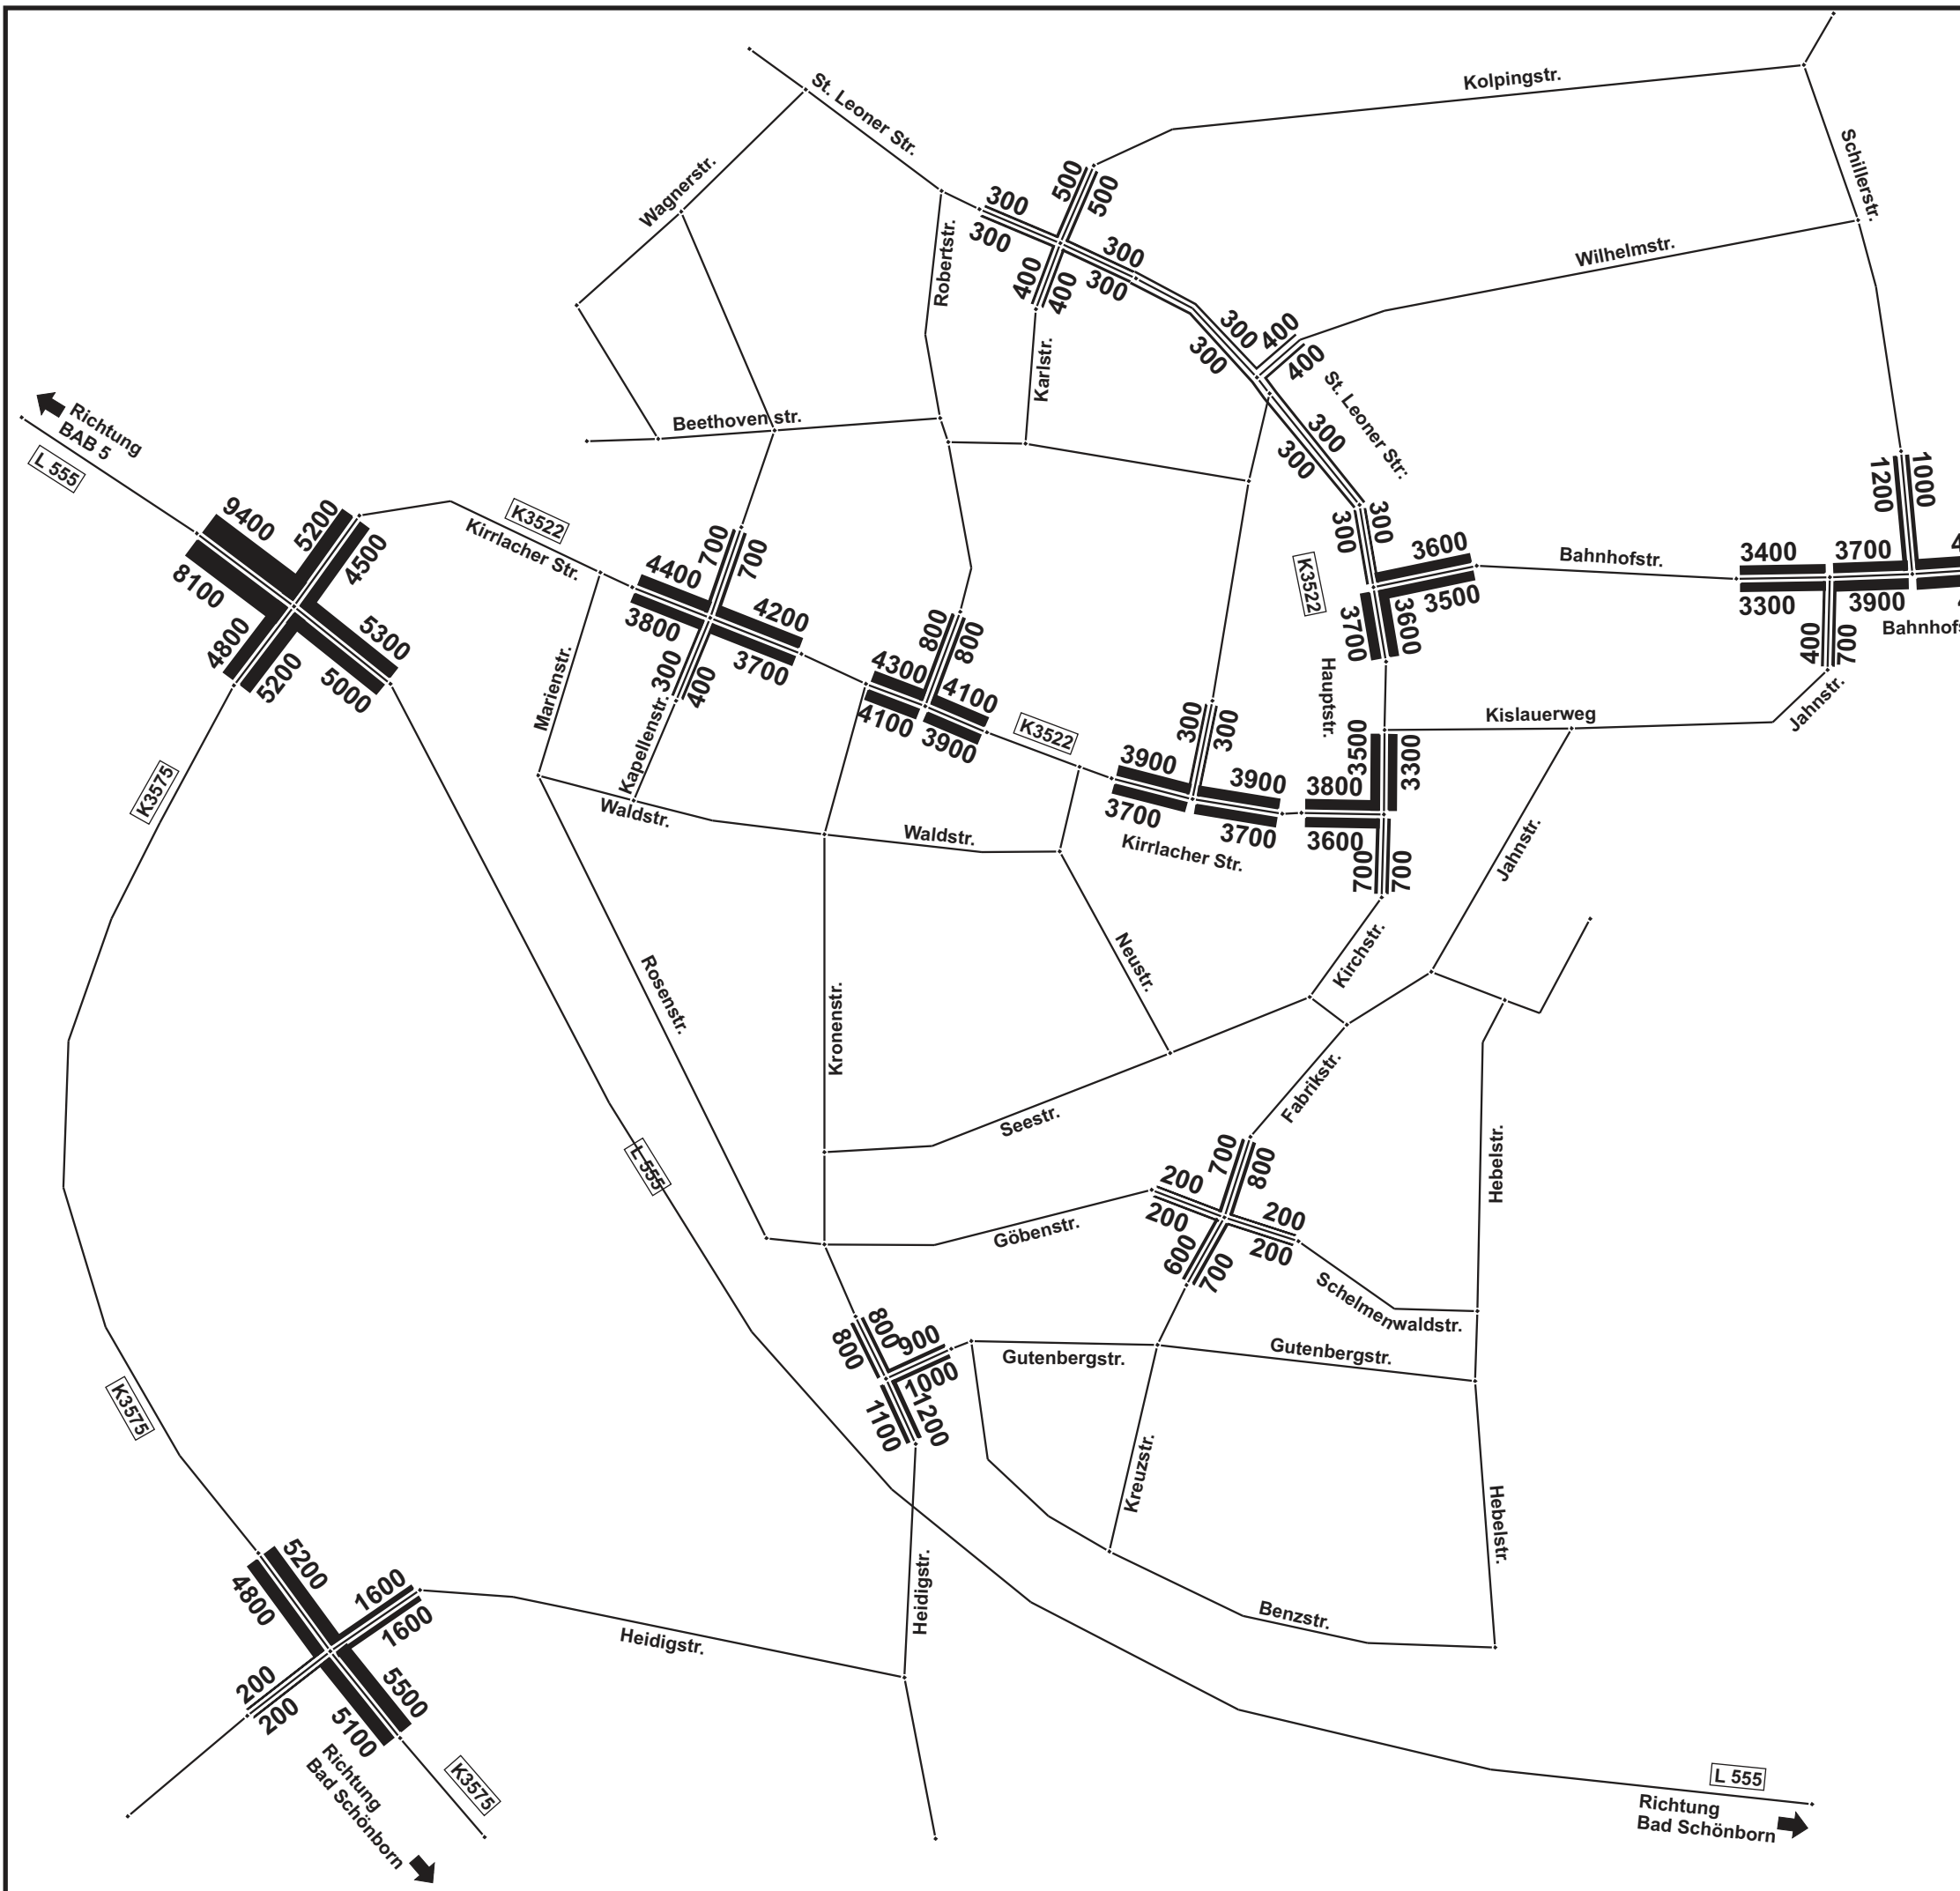 Kolpingstr.
St. Leoner Str.
Schillerstr.
Wagnerstr.
500
500
300
300
Robertstr.
300
300
400
400
Wilhelmstr.
Karlstr.
300
300
400
400
St. Leoner Str.
300
300
Beethoven str.
Richtung
BAB 5
L 555
9400
8100
5200
4500
4800
5200
5300
5000
K3522
Kirrlacher Str.
700
700
4400
3800
4200
3700
300
400
Marienstr.
Kapellenstr.
800
800
4300
4100
4100
3900
K3522
300
300
K3522
3600
3500
3700
3600
Hauptstr.
Bahnhofstr.
1200
1000
3400
3300
3700
3900
400
700
Jahnstr.
Kislauerweg
300
300
3900
3700
3900
3700
Kirrlacher Str.
3800
3600
3500
3300
700
700
K3575
Waldstr.
Waldstr.
Jahnstr.
Kirchstr.
Neustr.
Rosenstr.
Kronenstr.
Seestr.
Fabrikstr.
L 555
Hebelstr.
700
800
200
200
200
200
600
700
Göbenstr.
Schelmenwaldstr.
800
800
900
1000
1100
1200
Gutenbergstr.
Gutenbergstr.
K3575
Kreuzstr.
Hebelstr.
Heidigstr.
Benzstr.
5200
4800
1600
1600
200
200
5500
5100
Heidigstr.
Richtung
Bad Schönborn
K3575
L 555
Richtung
Bad Schönborn